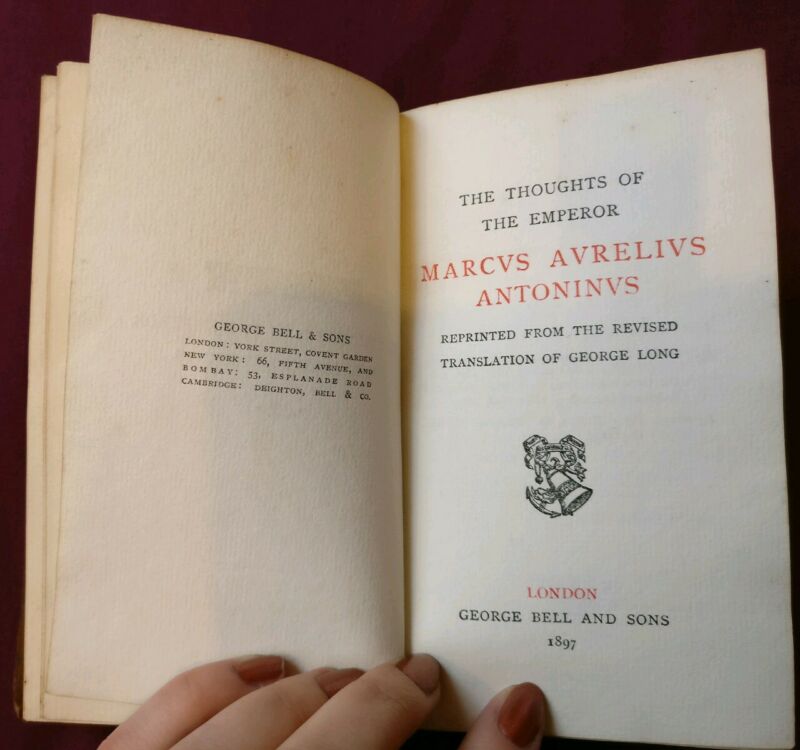 GEORGE BELL & SONS
LONDON: YORK STREET, COVENT GARDEN
NEW YORK: 66, FIFTH AVENUE, AND
BOMBAY: 53, ESPLANADE ROAD
CAMBRIDGE: DEIGHTON, BELL & CO.
THE THOUGHTS OF
THE EMPEROR
MARCVS AVRELIVS
ANTONINVS
REPRINTED FROM THE REVISED
TRANSLATION OF GEORGE LONG
LONDON
GEORGE BELL AND SONS
1897